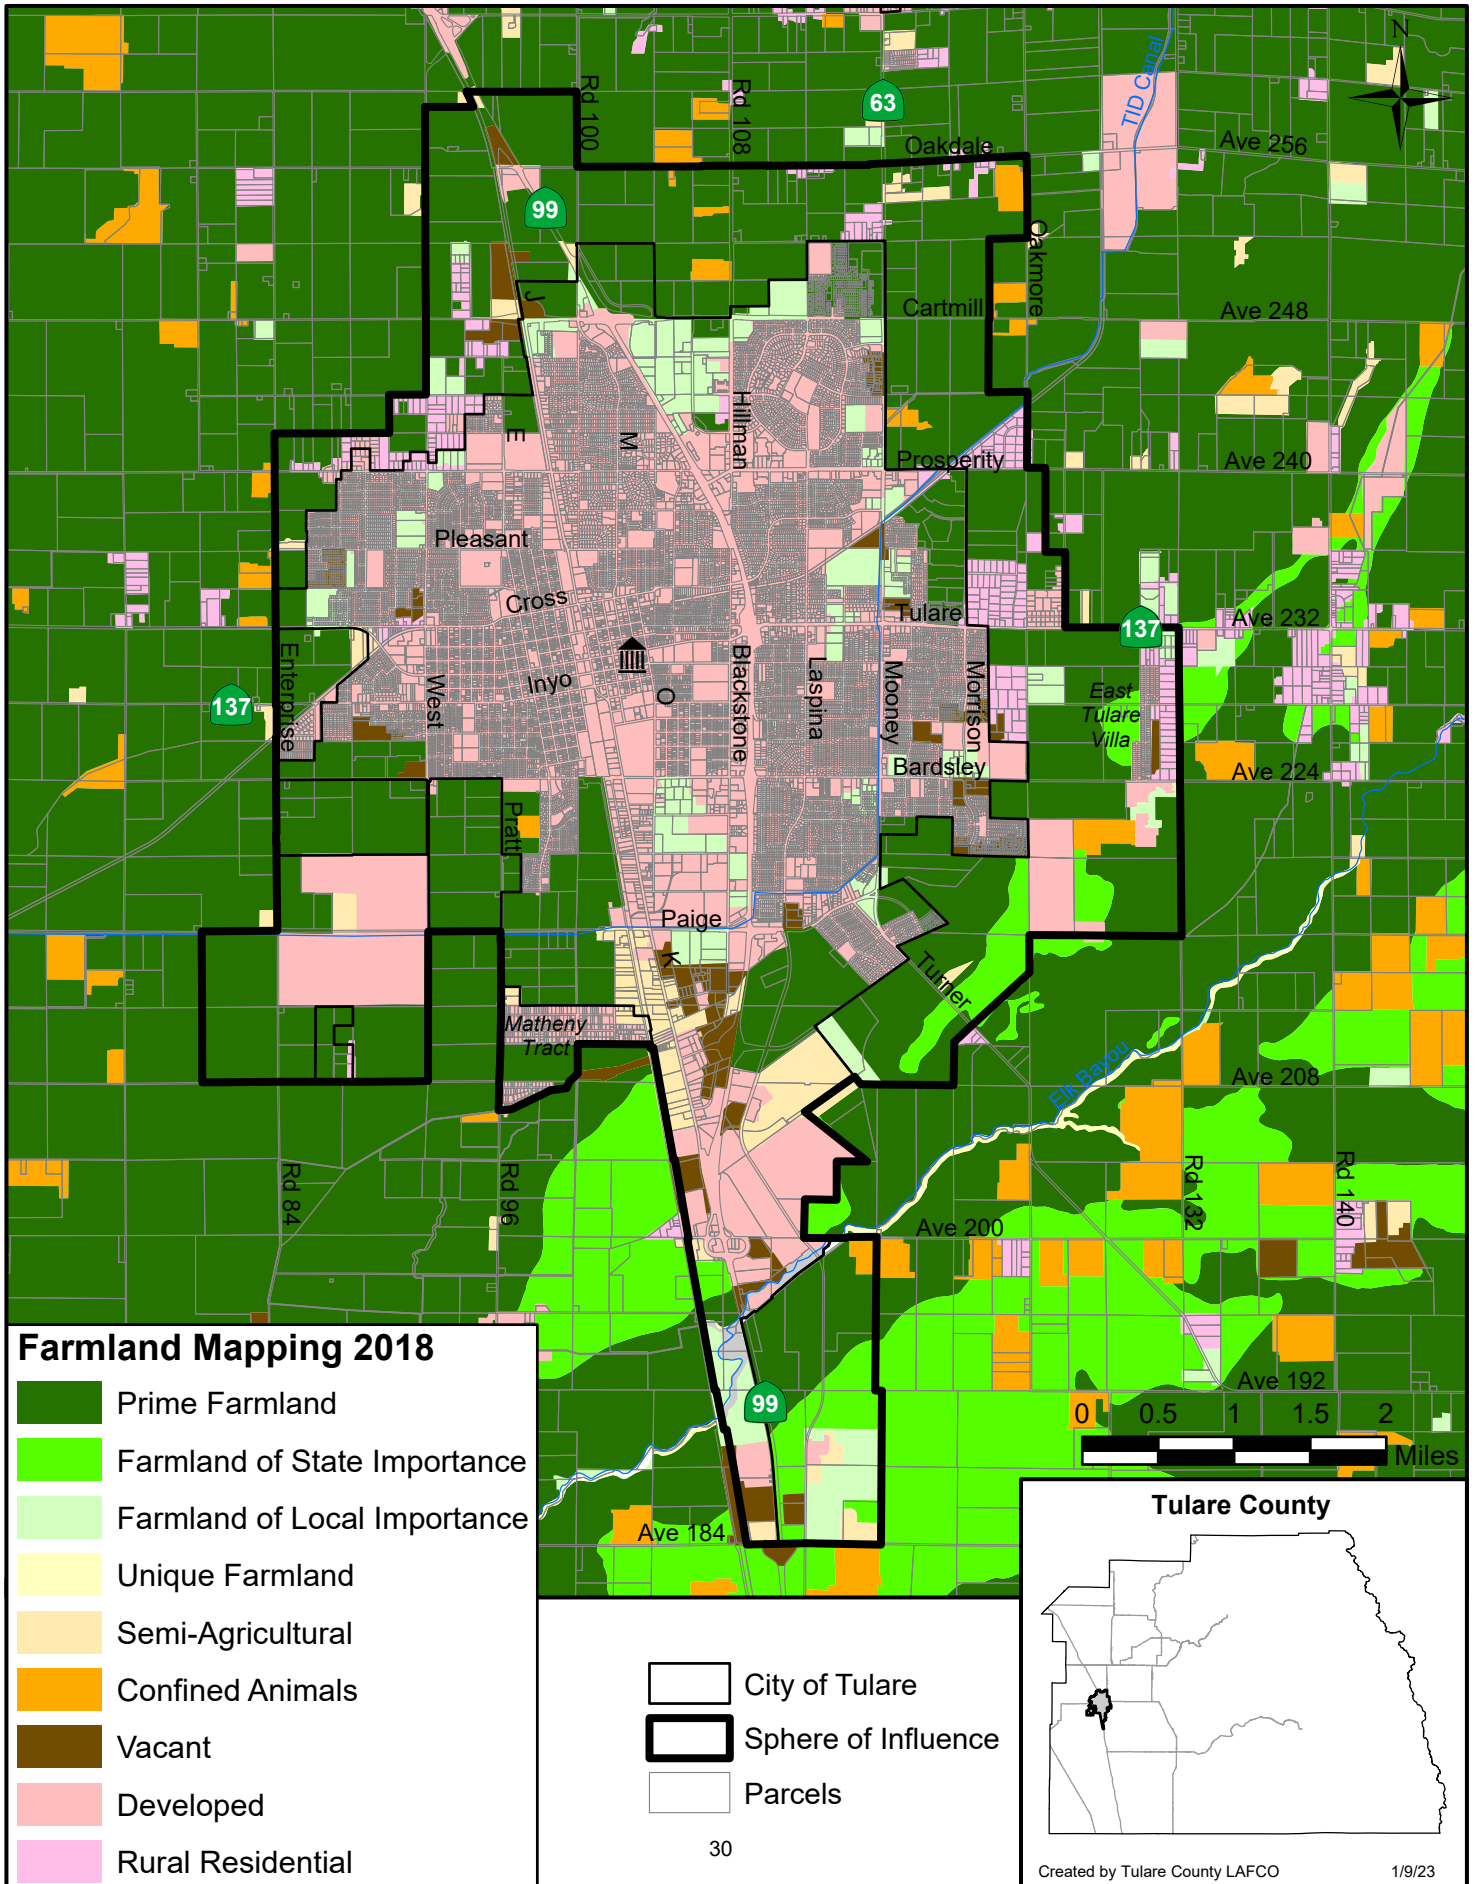 N
Rd 100
Rd 108
63
TID Canal
Oakdale
Ave 256
99
Oakmore
J
Cartmill
Ave 248
Hillman
E
M
Prosperity
Ave 240
Pleasant
Cross
Tulare
137
Ave 232
Enterprise
137
West
Inyo
O
Blackstone
Laspina
Mooney
Morrison
East
Tulare
Villa
Bardsley
Ave 224
Pratt
Paige
K
Turner
Matheny
Tract
Elk Bayou
Ave 208
Rd 84
Rd 96
Rd 132
Rd 140
Ave 200
Ave 192
99
0 0.5 1 1.5 2
Miles
Ave 184
Farmland Mapping 2018
Prime Farmland
Farmland of State Importance
Farmland of Local Importance
Unique Farmland
Semi-Agricultural
Confined Animals
Vacant
Developed
Rural Residential
City of Tulare
Sphere of Influence
Parcels
30
Tulare County
Created by Tulare County LAFCO 1/9/23